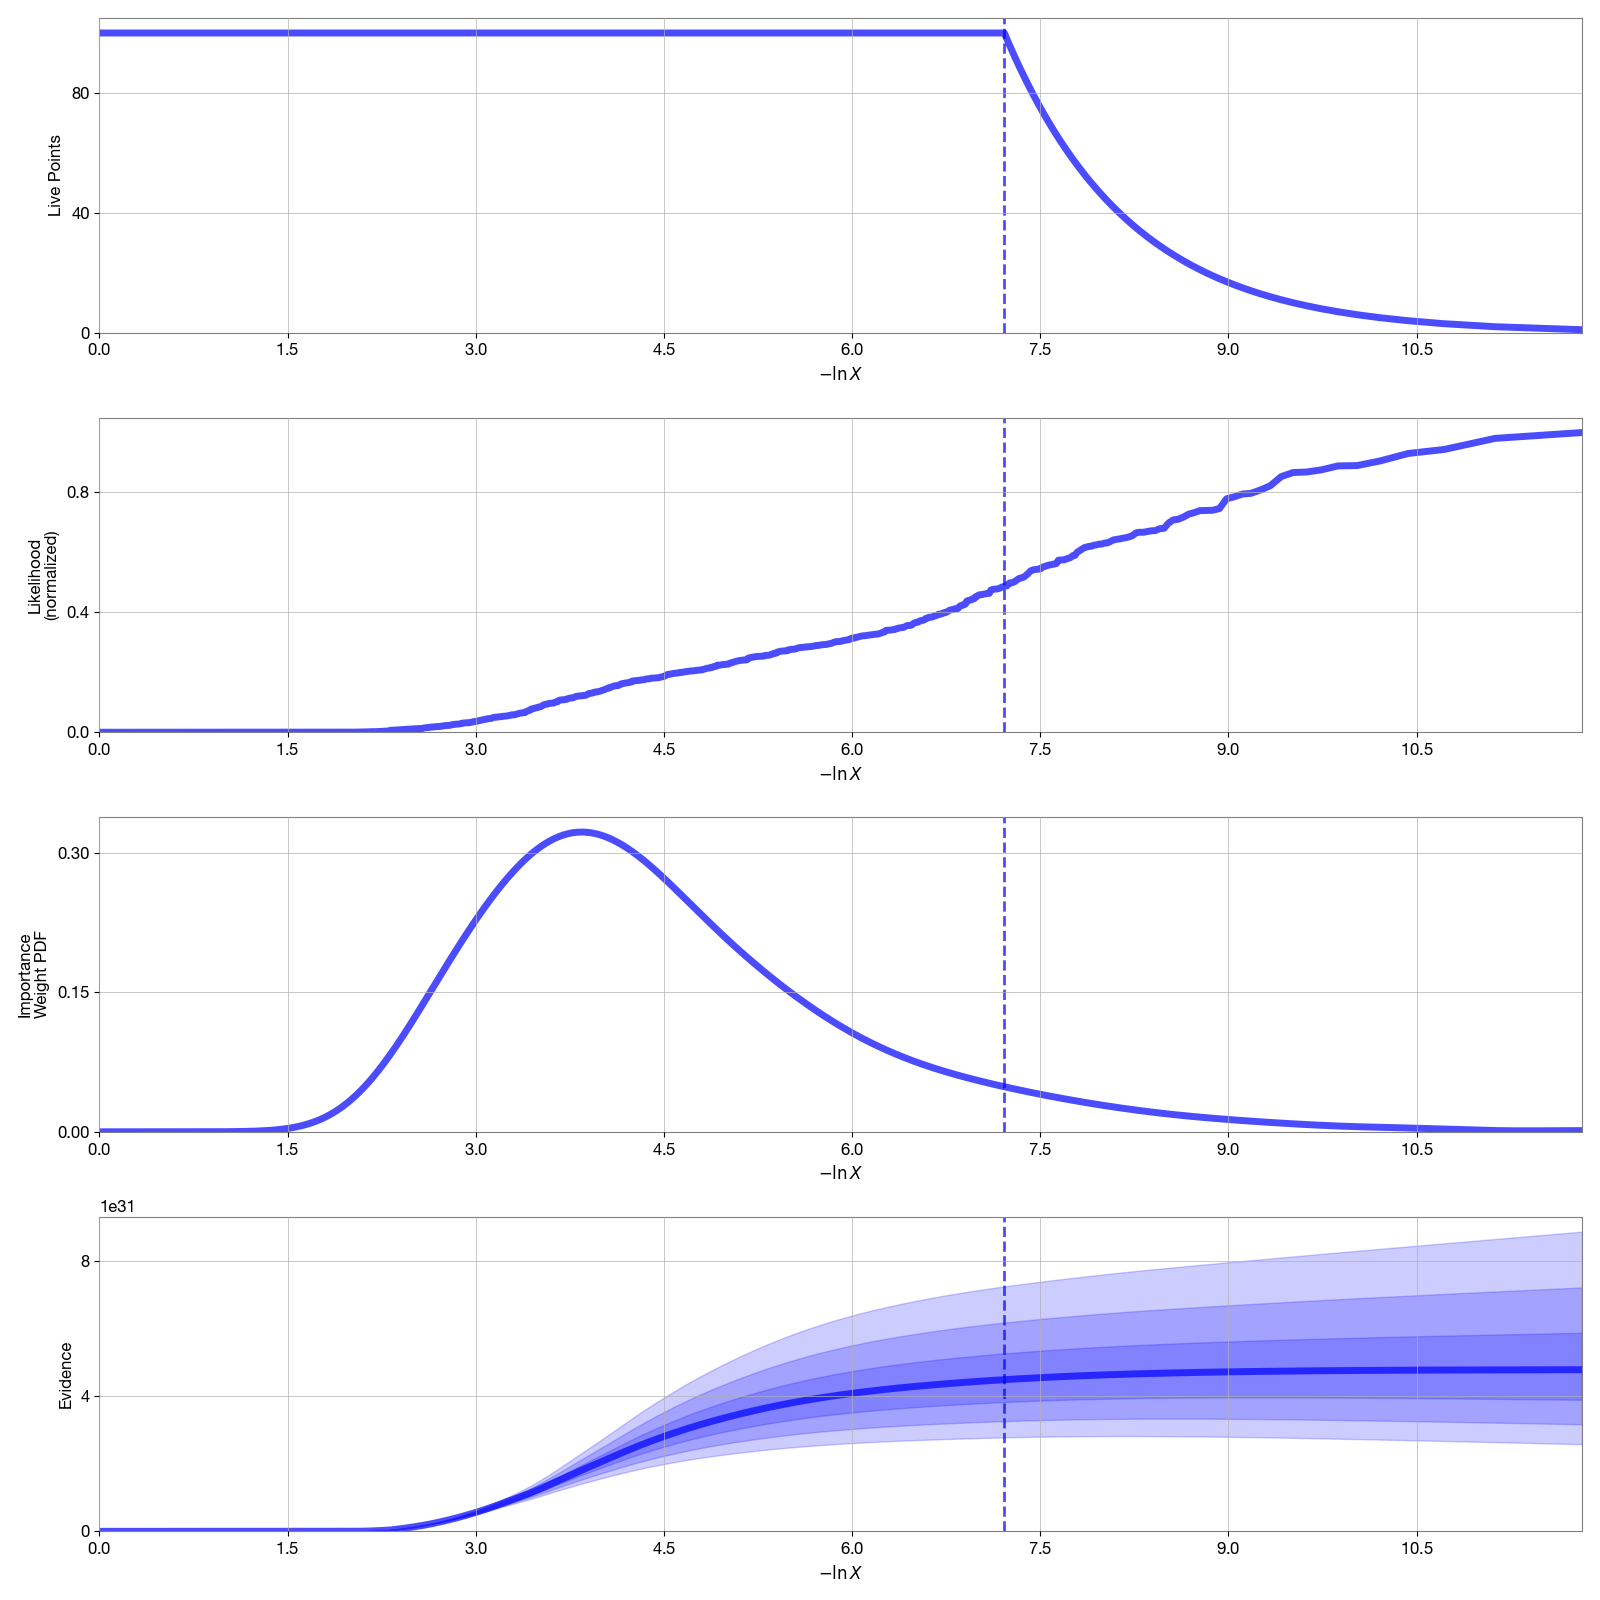 80
40
0
Live Points
0.0 1.5 3.0 4.5 6.0 7.5 9.0 10.5
−ln X
0.8
0.4
0.0
Likelihood
(normalized)
0.0 1.5 3.0 4.5 6.0 7.5 9.0 10.5
−ln X
0.30
0.15
0.00
Importance
Weight PDF
0.0 1.5 3.0 4.5 6.0 7.5 9.0 10.5
−ln X
1e31
8
4
0
Evidence
0.0 1.5 3.0 4.5 6.0 7.5 9.0 10.5
−ln X